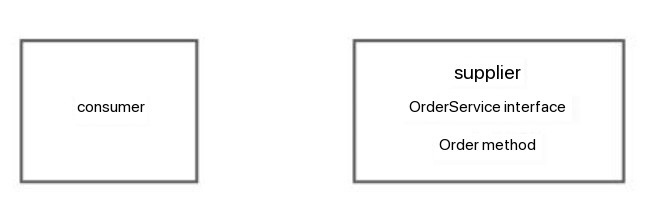 consumer
supplier
OrderService interface
Order method